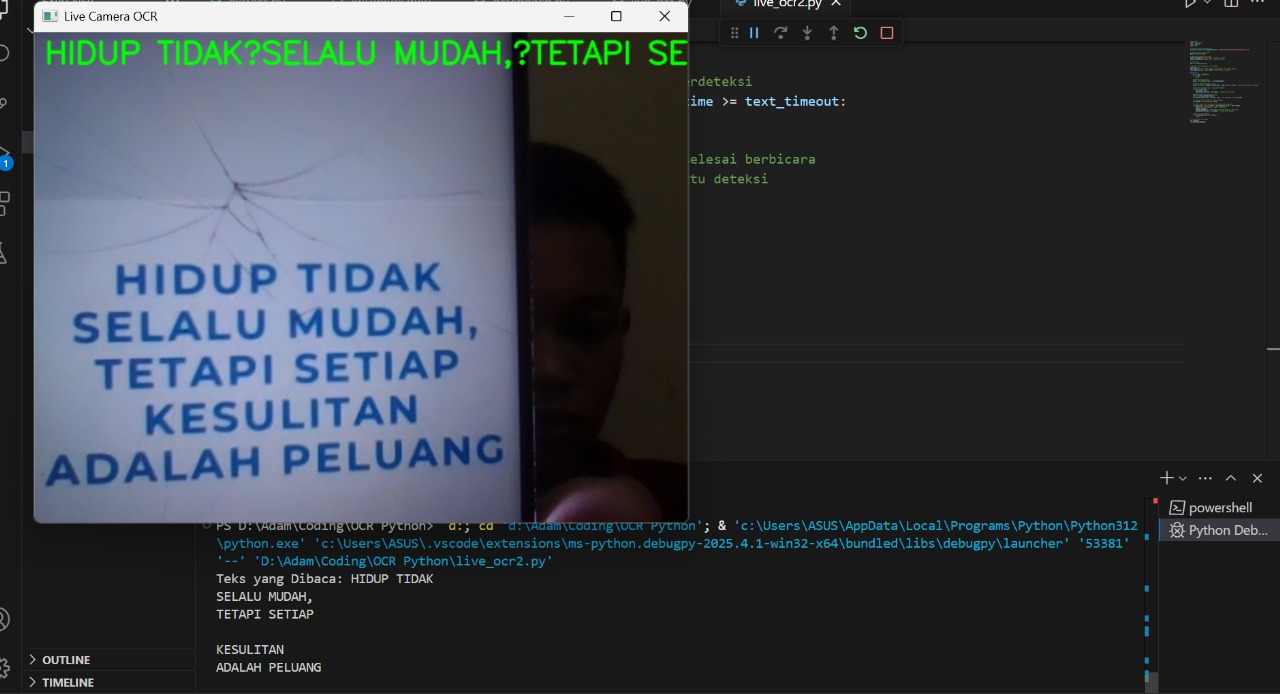 Live Camera OCR
live_ocr2.py
HIDUP TIDAK?SELALU MUDAH,?TETAPI SE
erdeteksi
ime >= text_timeout:
elesai berbicara
tu deteksi
HIDUP TIDAK
SELALU MUDAH,
TETAPI SETIAP
KESULITAN
ADALAH PELUANG
1
powershell
Python Deb...
PS D:\Adam\Coding\OCR Python> d:; cd 'd:\Adam\Coding\OCR Python'; & 'c:\Users\ASUS\AppData\Local\Programs\Python\Python312
\python.exe' 'c:\Users\ASUS\.vscode\extensions\ms-python.debugpy-2025.4.1-win32-x64\bundled\libs\debugpy\launcher' '53381'
'--' 'D:\Adam\Coding\OCR Python\live_ocr2.py'
Teks yang Dibaca: HIDUP TIDAK
SELALU MUDAH,
TETAPI SETIAP
KESULITAN
ADALAH PELUANG
OUTLINE
TIMELINE